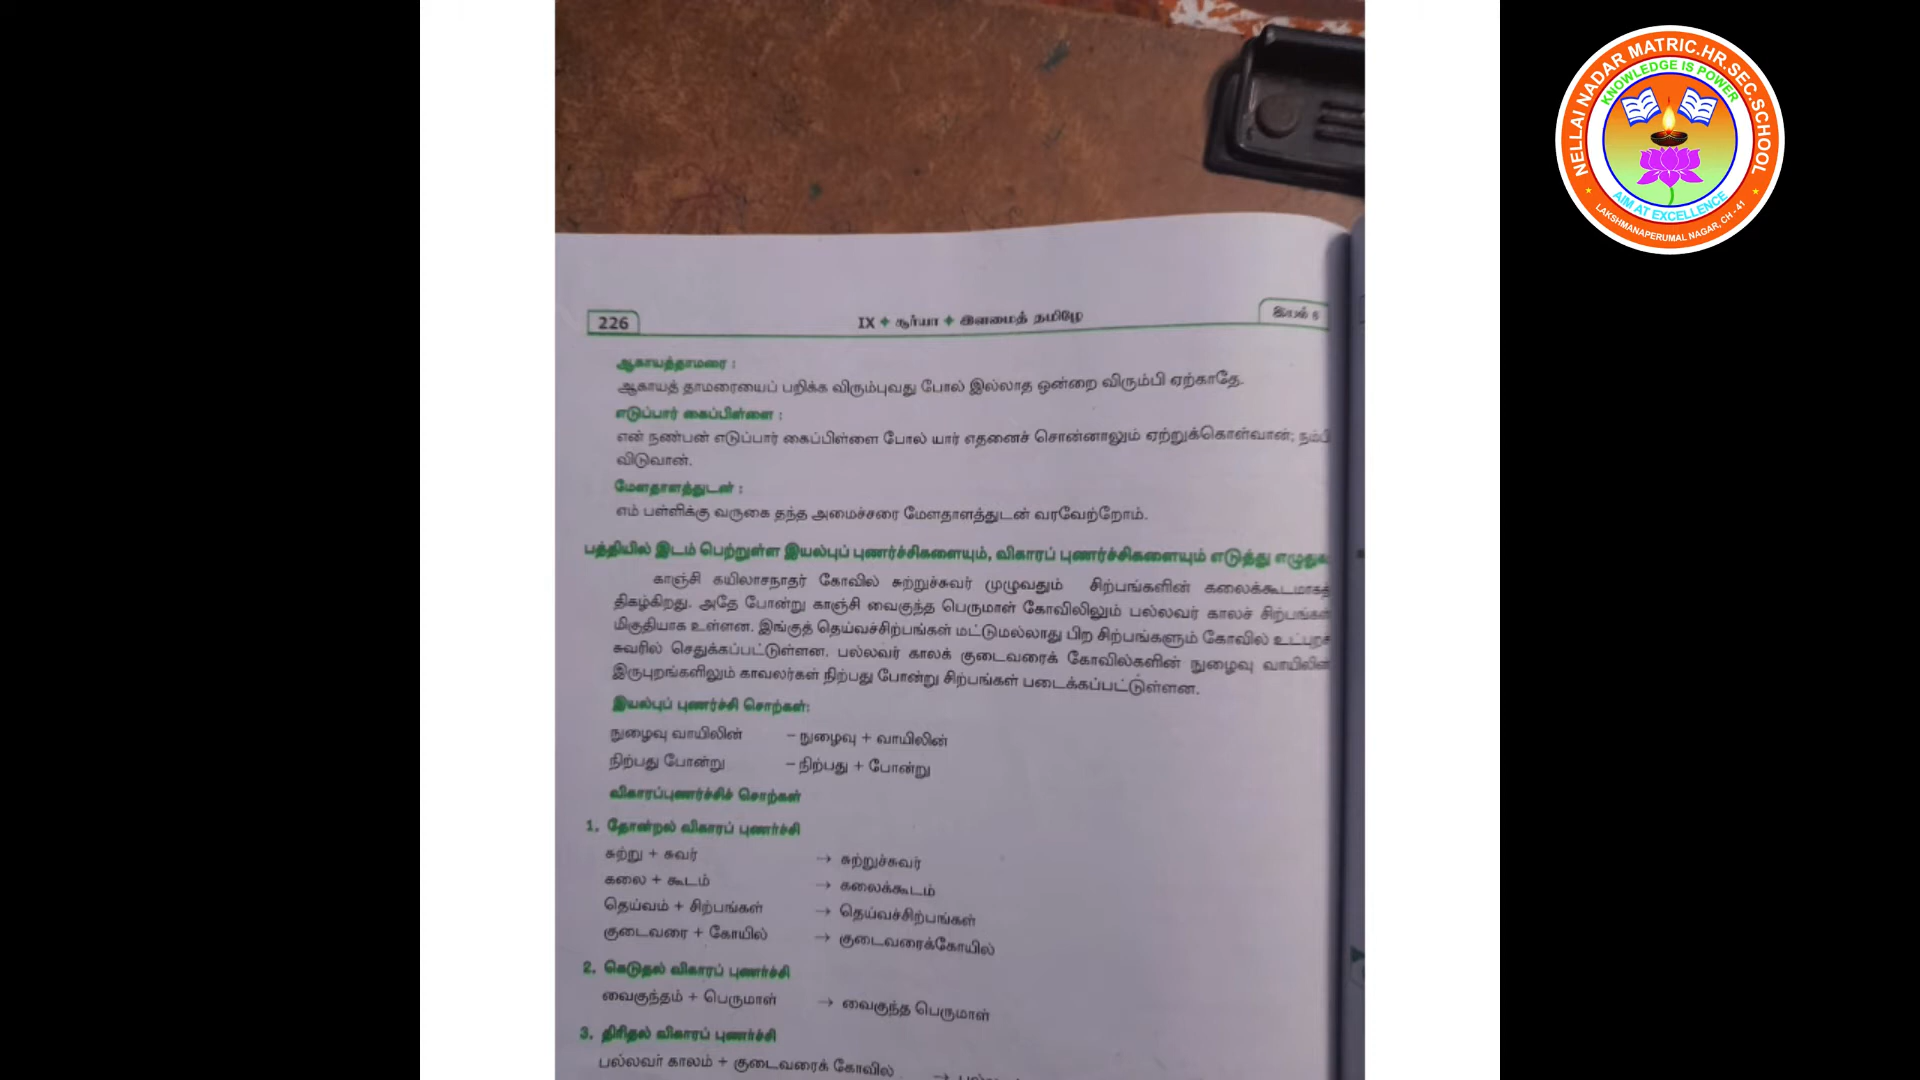 226
IX ✦ சூர்யா ✦ இளமைத் தமிழே
இயல் 6
ஆகாயத்தாமரை :
ஆகாயத் தாமரையைப் பறிக்க விரும்புவது போல் இல்லாத ஒன்றை விரும்பி ஏற்காதே.
எடுப்பார் கைப்பிள்ளை :
என் நண்பன் எடுப்பார் கைப்பிள்ளை போல் யார் எதனைச் சொன்னாலும் ஏற்றுக்கொள்வான்; நம்பி
விடுவான்.
மேளதாளத்துடன் :
எம் பள்ளிக்கு வருகை தந்த அமைச்சரை மேளதாளத்துடன் வரவேற்றோம்.
பத்தியில் இடம் பெற்றுள்ள இயல்புப் புணர்ச்சிகளையும், விகாரப் புணர்ச்சிகளையும் எடுத்து எழுதுக
காஞ்சி கயிலாசநாதர் கோவில் சுற்றுச்சுவர் முழுவதும் சிற்பங்களின் கலைக்கூடமாகத்
திகழ்கிறது. அதே போன்று காஞ்சி வைகுந்த பெருமாள் கோவிலிலும் பல்லவர் காலச் சிற்பங்கள்
மிகுதியாக உள்ளன. இங்குத் தெய்வச்சிற்பங்கள் மட்டுமல்லாது பிற சிற்பங்களும் கோவில் உட்புறச்
சுவரில் செதுக்கப்பட்டுள்ளன. பல்லவர் காலக் குடைவரைக் கோவில்களின் நுழைவு வாயிலின்
இருபுறங்களிலும் காவலர்கள் நிற்பது போன்று சிற்பங்கள் படைக்கப்பட்டுள்ளன.
இயல்புப் புணர்ச்சி சொற்கள்:
நுழைவு வாயிலின் – நுழைவு + வாயிலின்
நிற்பது போன்று – நிற்பது + போன்று
விகாரப்புணர்ச்சிச் சொற்கள்
1. தோன்றல் விகாரப் புணர்ச்சி
சுற்று + சுவர் → சுற்றுச்சுவர்
கலை + கூடம் → கலைக்கூடம்
தெய்வம் + சிற்பங்கள் → தெய்வச்சிற்பங்கள்
குடைவரை + கோயில் → குடைவரைக்கோயில்
2. கெடுதல் விகாரப் புணர்ச்சி
வைகுந்தம் + பெருமாள் → வைகுந்த பெருமாள்
3. திரிதல் விகாரப் புணர்ச்சி
பல்லவர் காலம் + குடைவரைக் கோவில் →
NELLAI NADAR MATRIC.HR.SEC.SCHOOL
KNOWLEDGE IS POWER
AIM AT EXCELLENCE
LAKSHMANAPERUMAL NAGAR, CH - 41